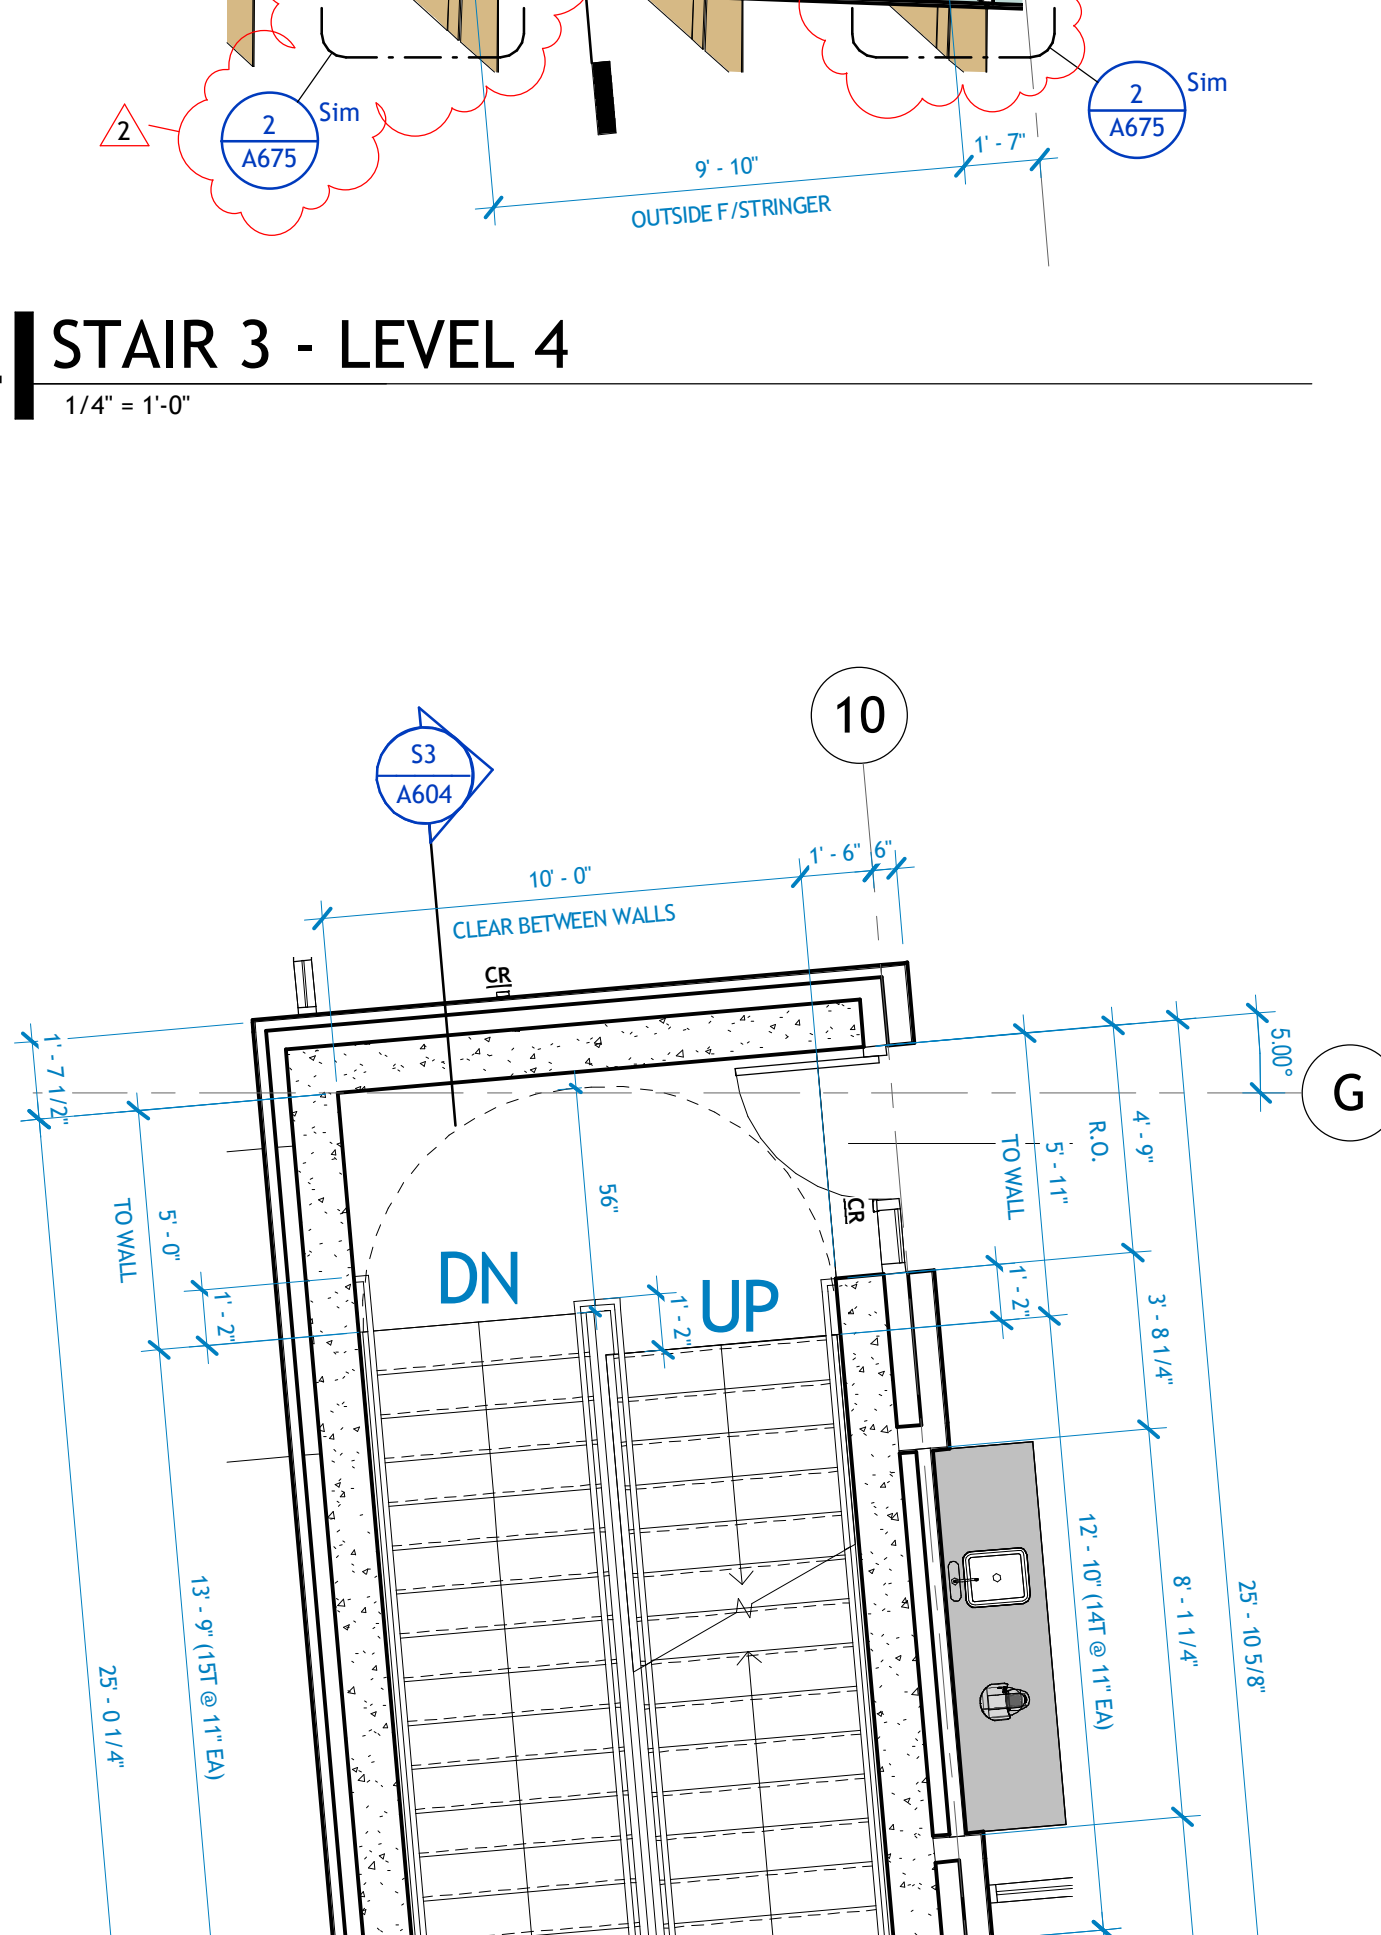 2
A675
Sim
2
2
A675
Sim
1' - 7"
9' - 10"
OUTSIDE F/STRINGER
STAIR 3 - LEVEL 4
1/4" = 1'-0"
10
S3
A604
1' - 6"
6"
10' - 0"
CLEAR BETWEEN WALLS
CR
1' - 7 1/2"
5.00°
G
4' - 9"
R.O.
5' - 11"
TO WALL
56"
CR
5' - 0"
TO WALL
DN
UP
1' - 2"
1' - 2"
1' - 2"
3' - 8 1/4"
12' - 10" (14T @ 11" EA)
8' - 1 1/4"
25' - 10 5/8"
13' - 9" (15T @ 11" EA)
25' - 0 1/4"